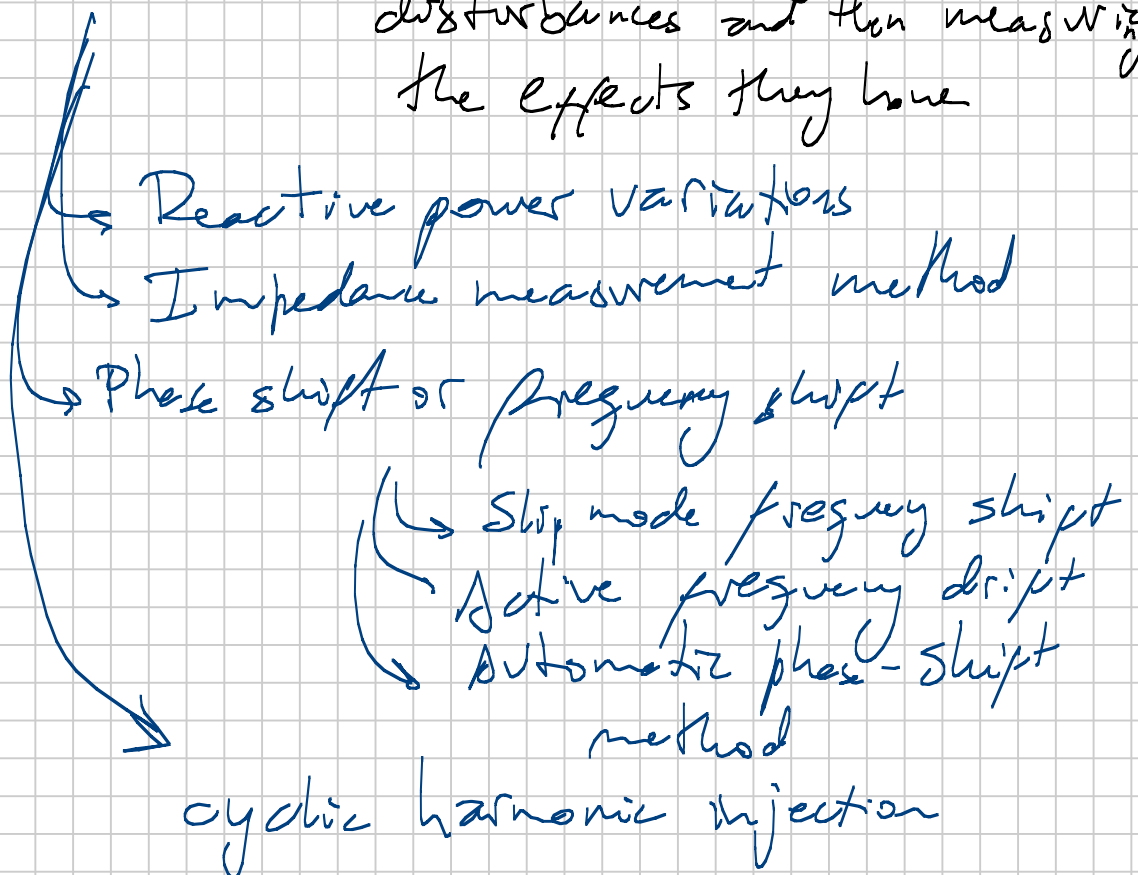 disturbances and then measuring
the effects they have
Reactive power variations
Impedance measurement method
Phase shift or frequency shift
Slip mode frequency shift
Active frequency drift
Automatic phase-shift
method
cyclic harmonic injection